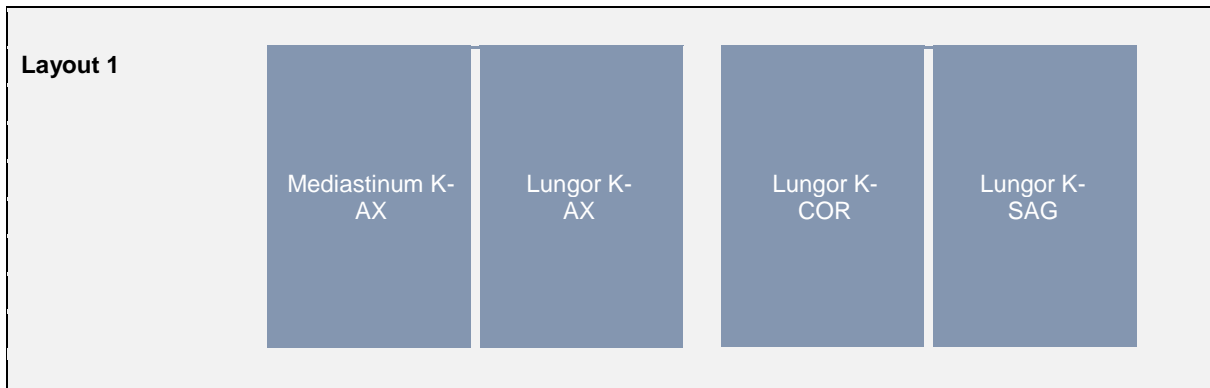 Layout 1
Mediastinum K-
AX
Lungor K-
AX
Lungor K-
COR
Lungor K-
SAG